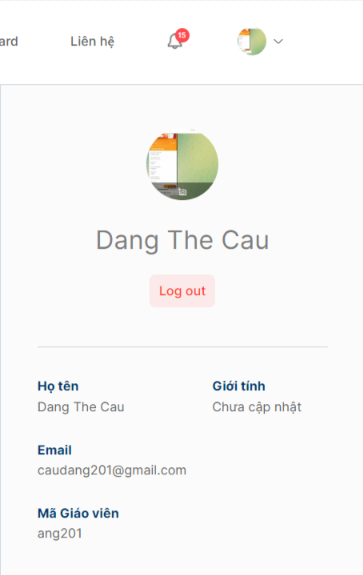 ard
Liên hệ
15
Dang The Cau
Log out
Họ tên
Giới tính
Dang The Cau
Chưa cập nhật
Email
caudang201@gmail.com
Mã Giáo viên
ang201